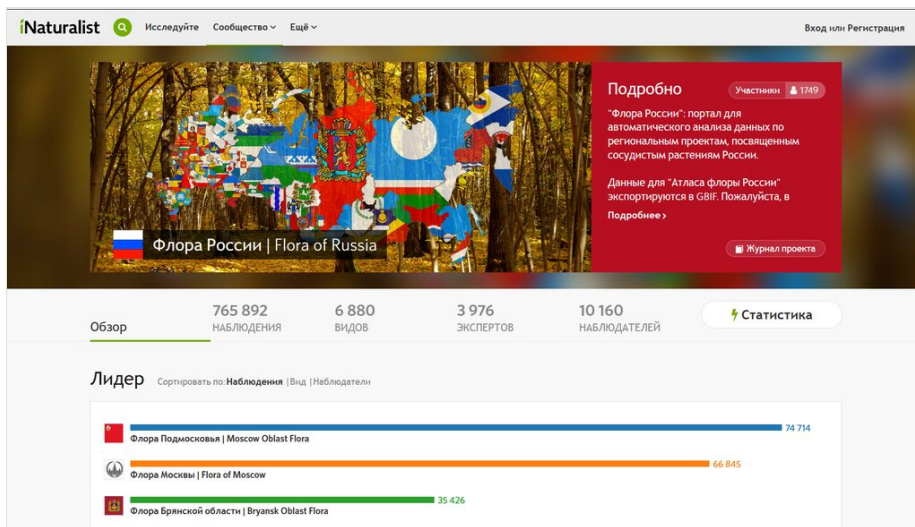 iNaturalist Исследуйте Сообщество Ещё Вход или Регистрация
Подробно
Участники 1749
"Флора России": портал для
автоматического анализа данных по
региональным проектам, посвященным
сосудистым растениям России.
Данные для "Атласа флоры России"
экспортируются в GBIF. Пожалуйста, в
Подробнее >
Журнал проекта
Флора России | Flora of Russia
Обзор
765 892
НАБЛЮДЕНИЯ
6 880
ВИДОВ
3 976
ЭКСПЕРТОВ
10 160
НАБЛЮДАТЕЛЕЙ
Статистика
Лидер Сортировать по: Наблюдения | Вид | Наблюдатели
74 714
Флора Подмосковья | Moscow Oblast Flora
66 845
Флора Москвы | Flora of Moscow
35 426
Флора Брянской области | Bryansk Oblast Flora